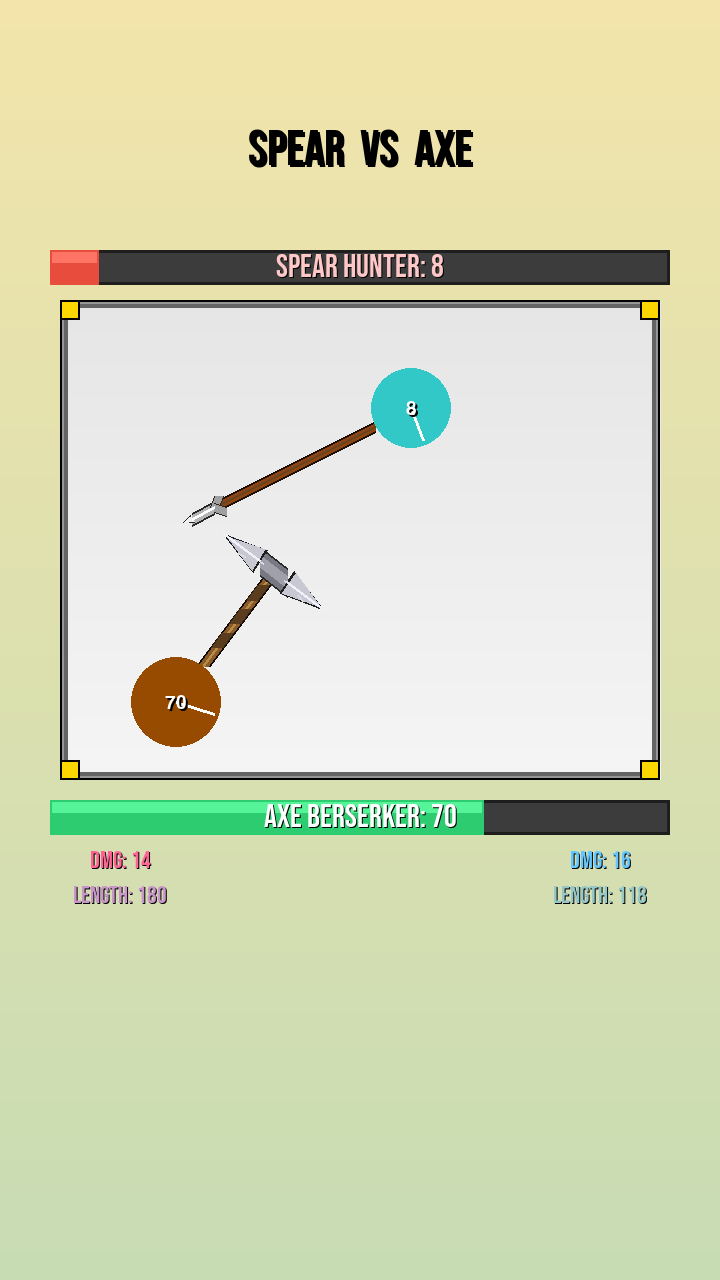 SPEAR VS AXE
SPEAR HUNTER: 8
8
70
AXE BERSERKER: 70
DMG: 14
DMG: 16
LENGTH: 180
LENGTH: 118